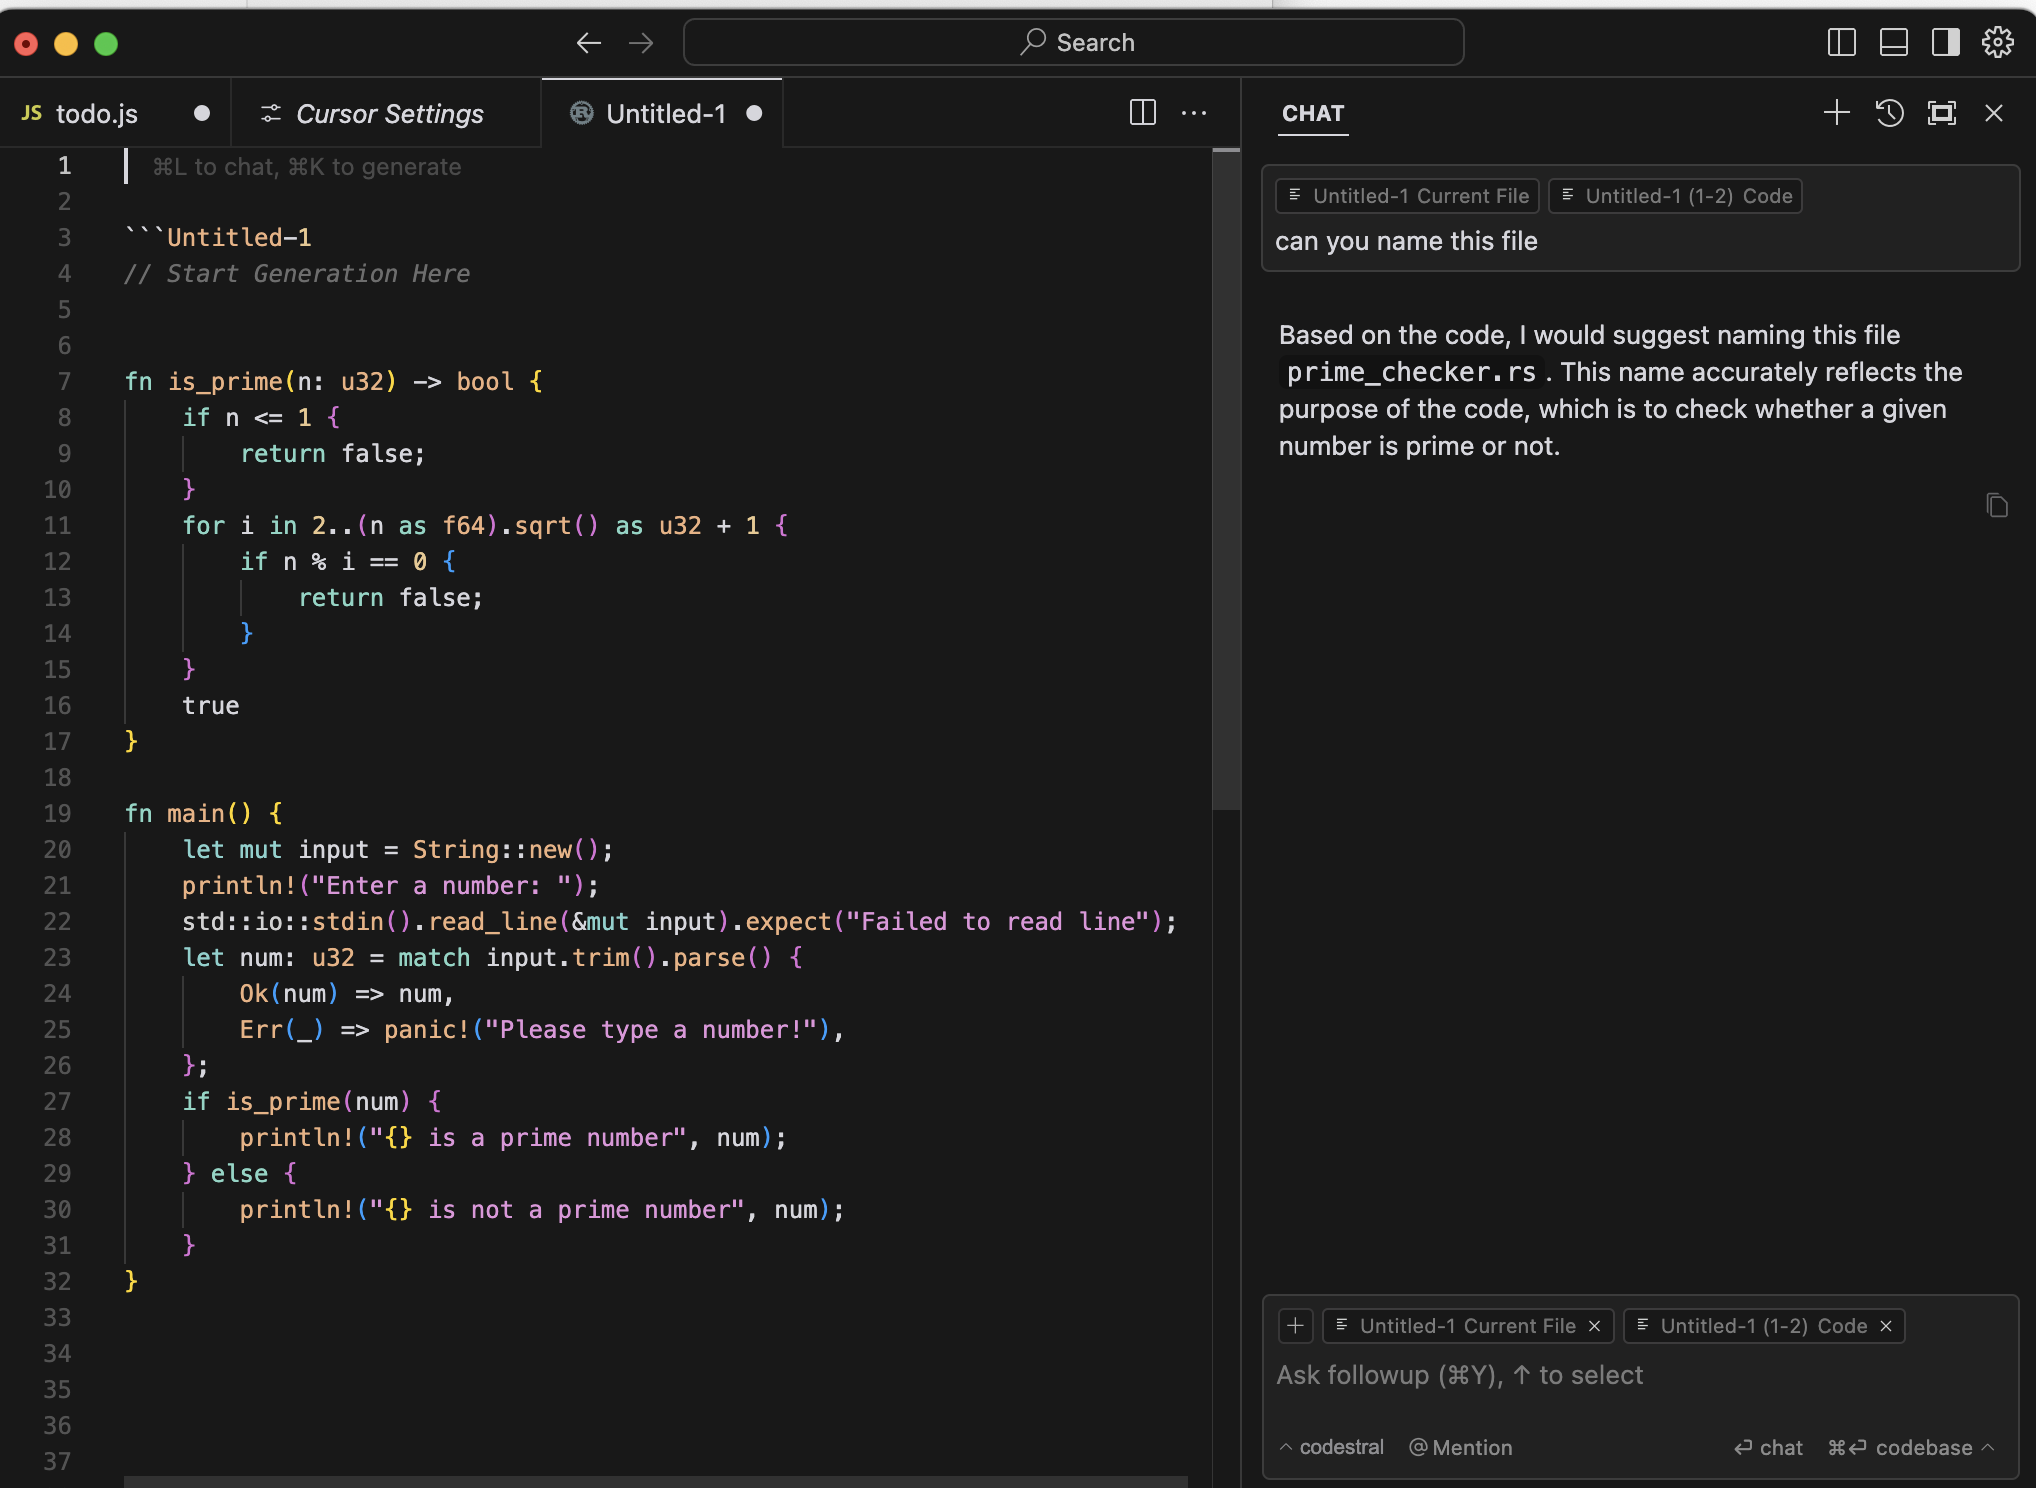 Search
JS todo.js
Cursor Settings
Untitled-1
CHAT
1 ⌘L to chat, ⌘K to generate
2
3 ```Untitled-1
4 // Start Generation Here
5
6
7 fn is_prime(n: u32) -> bool {
8     if n <= 1 {
9         return false;
10     }
11     for i in 2..(n as f64).sqrt() as u32 + 1 {
12         if n % i == 0 {
13             return false;
14         }
15     }
16     true
17 }
18
19 fn main() {
20     let mut input = String::new();
21     println!("Enter a number: ");
22     std::io::stdin().read_line(&mut input).expect("Failed to read line");
23     let num: u32 = match input.trim().parse() {
24         Ok(num) => num,
25         Err(_) => panic!("Please type a number!"),
26     };
27     if is_prime(num) {
28         println!("{} is a prime number", num);
29     } else {
30         println!("{} is not a prime number", num);
31     }
32 }
33
34
35
36
37
Untitled-1 Current File
Untitled-1 (1-2) Code
can you name this file
Based on the code, I would suggest naming this file
prime_checker.rs . This name accurately reflects the
purpose of the code, which is to check whether a given
number is prime or not.
+ Untitled-1 Current File × Untitled-1 (1-2) Code ×
Ask followup (⌘Y), ↑ to select
codestral @ Mention
chat ⌘⏎ codebase